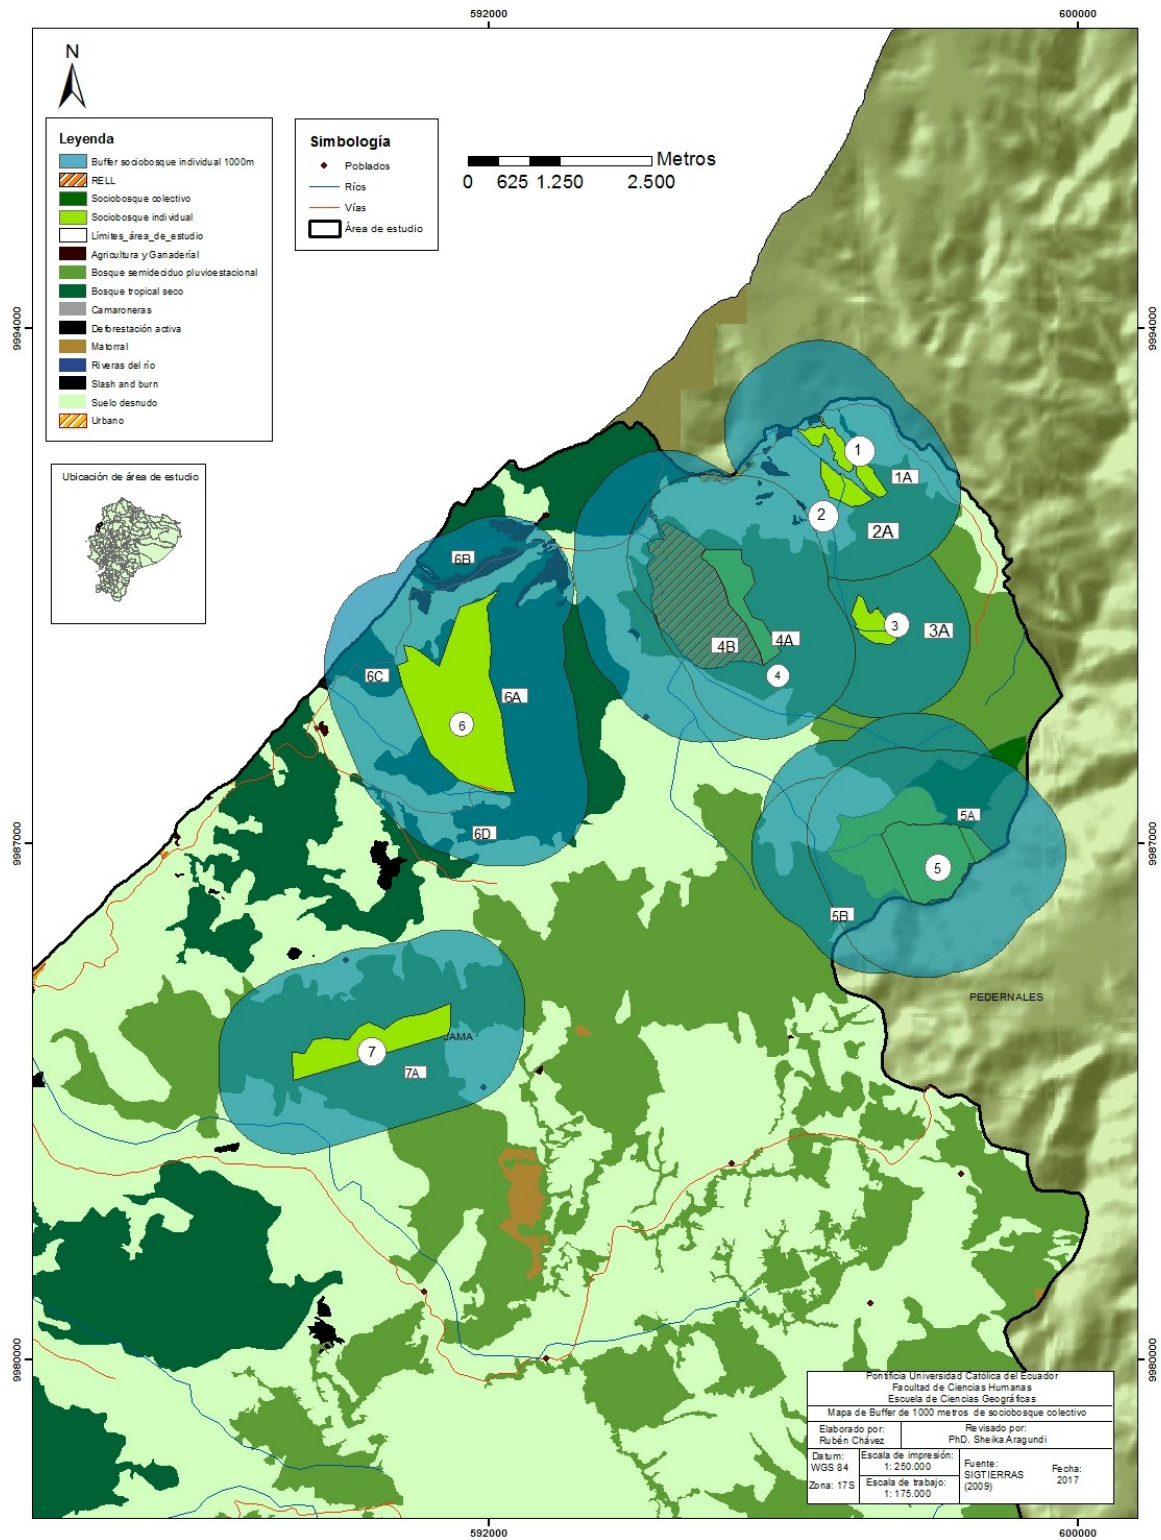 592000
600000
N
Leyenda
Buffer sociobosque individual 1000m
RELL
Sociobosque colectivo
Sociobosque individual
Límites_área_de_estudio
Agricultura y Ganaderial
Bosque semideciduo pluvioestacional
Bosque tropical seco
Camaroneras
Deforestación activa
Matorral
Riveras del río
Slash and burn
Suelo desnudo
Urbano
Simbología
Poblados
Ríos
Vías
Área de estudio
Metros
0 625 1.250 2.500
Ubicación de área de estudio
9994000
9994000
1
1A
2
2A
3
3A
4A
4B
4
6B
6C
6A
6
6D
5A
5
5B
9987000
9987000
PEDERNALES
JAMA
7
7A
9980000
9980000
Pontificia Universidad Católica del Ecuador
Facultad de Ciencias Humanas
Escuela de Ciencias Geográficas
Mapa de Buffer de 1000 metros de sociobosque colectivo
Elaborado por:
Rubén Chávez
Revisado por:
PhD. Sheika Aragundi
Datum:
WGS 84
Zona: 17S
Escala de impresión:
1: 250.000
Escala de trabajo:
1: 175.000
Fuente:
SIGTIERRAS
(2009)
Fecha:
2017
592000
600000